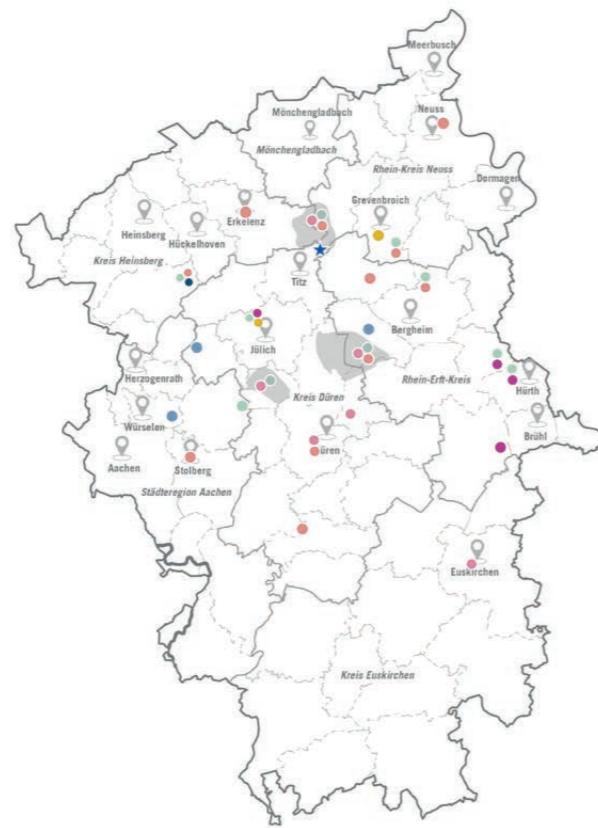 Meerbusch
Neuss
Mönchengladbach
Mönchengladbach
Rhein-Kreis Neuss
Dormagen
Grevenbroich
Erkelenz
Heinsberg
Hückelhoven
Kreis Heinsberg
Titz
Bergheim
Jülich
Herzogenrath
Rhein-Erft-Kreis
Hürth
Kreis Düren
Würselen
Brühl
Düren
Aachen
Stolberg
Städteregion Aachen
Euskirchen
Kreis Euskirchen